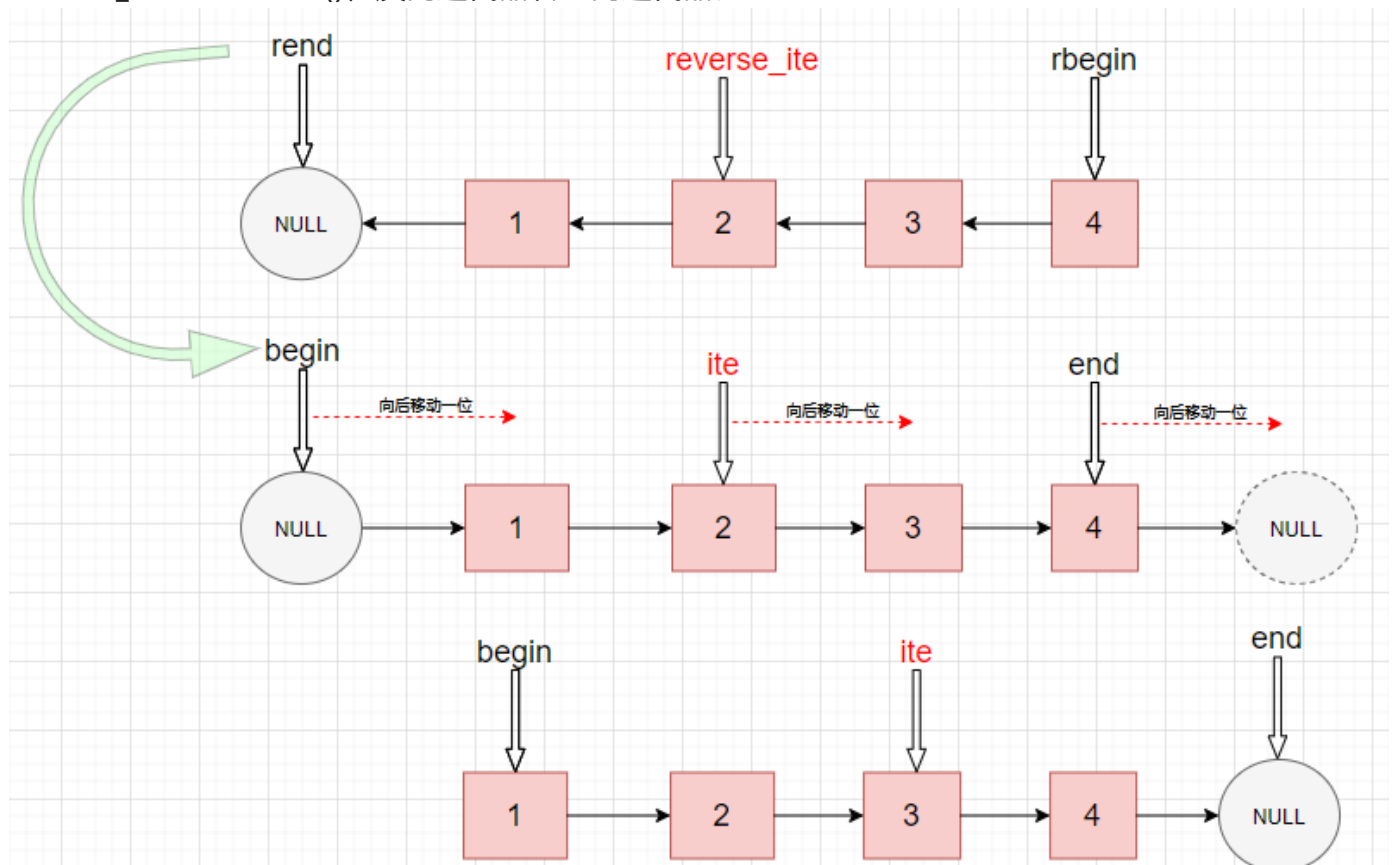 rend reverse_ite rbegin
NULL 1 2 3 4
begin ite end
向后移动一位 向后移动一位 向后移动一位
NULL 1 2 3 4 NULL
begin ite end
1 2 3 4 NULL